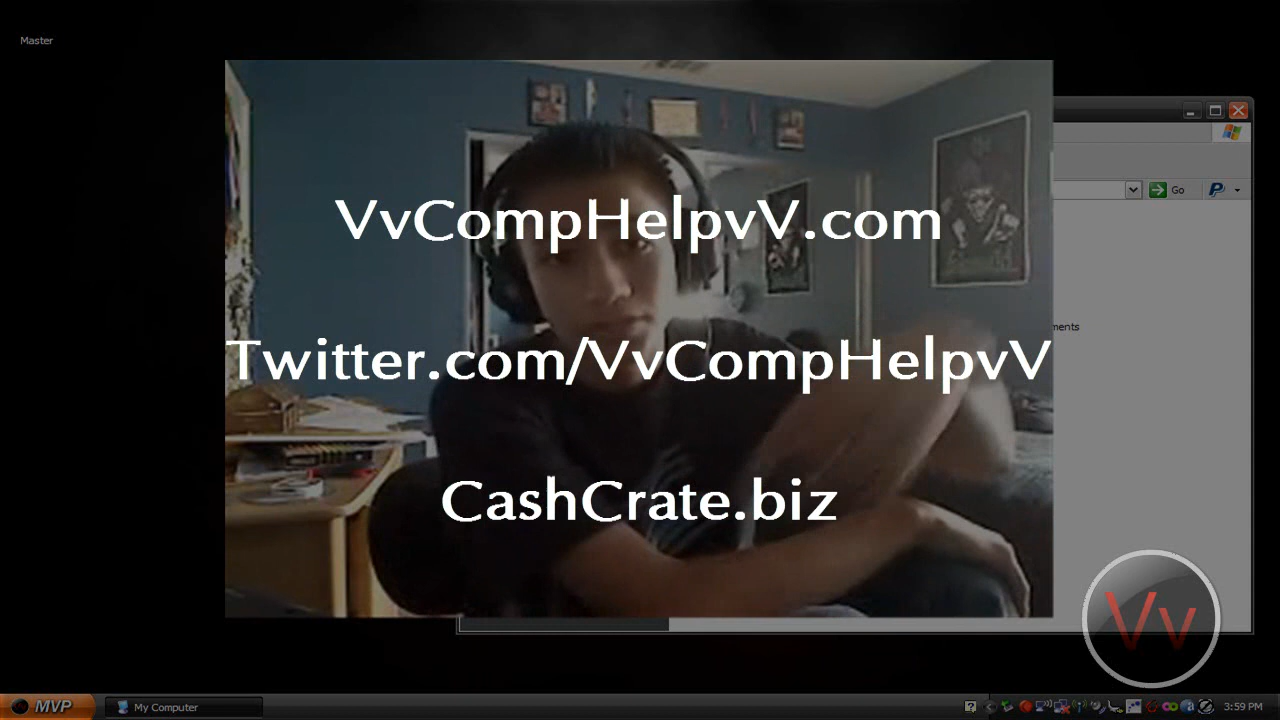 Master
VvCompHelpvV.com
Go
Twitter.com/VvCompHelpvV
ments
CashCrate.biz
Vv
MVP
My Computer
3:59 PM